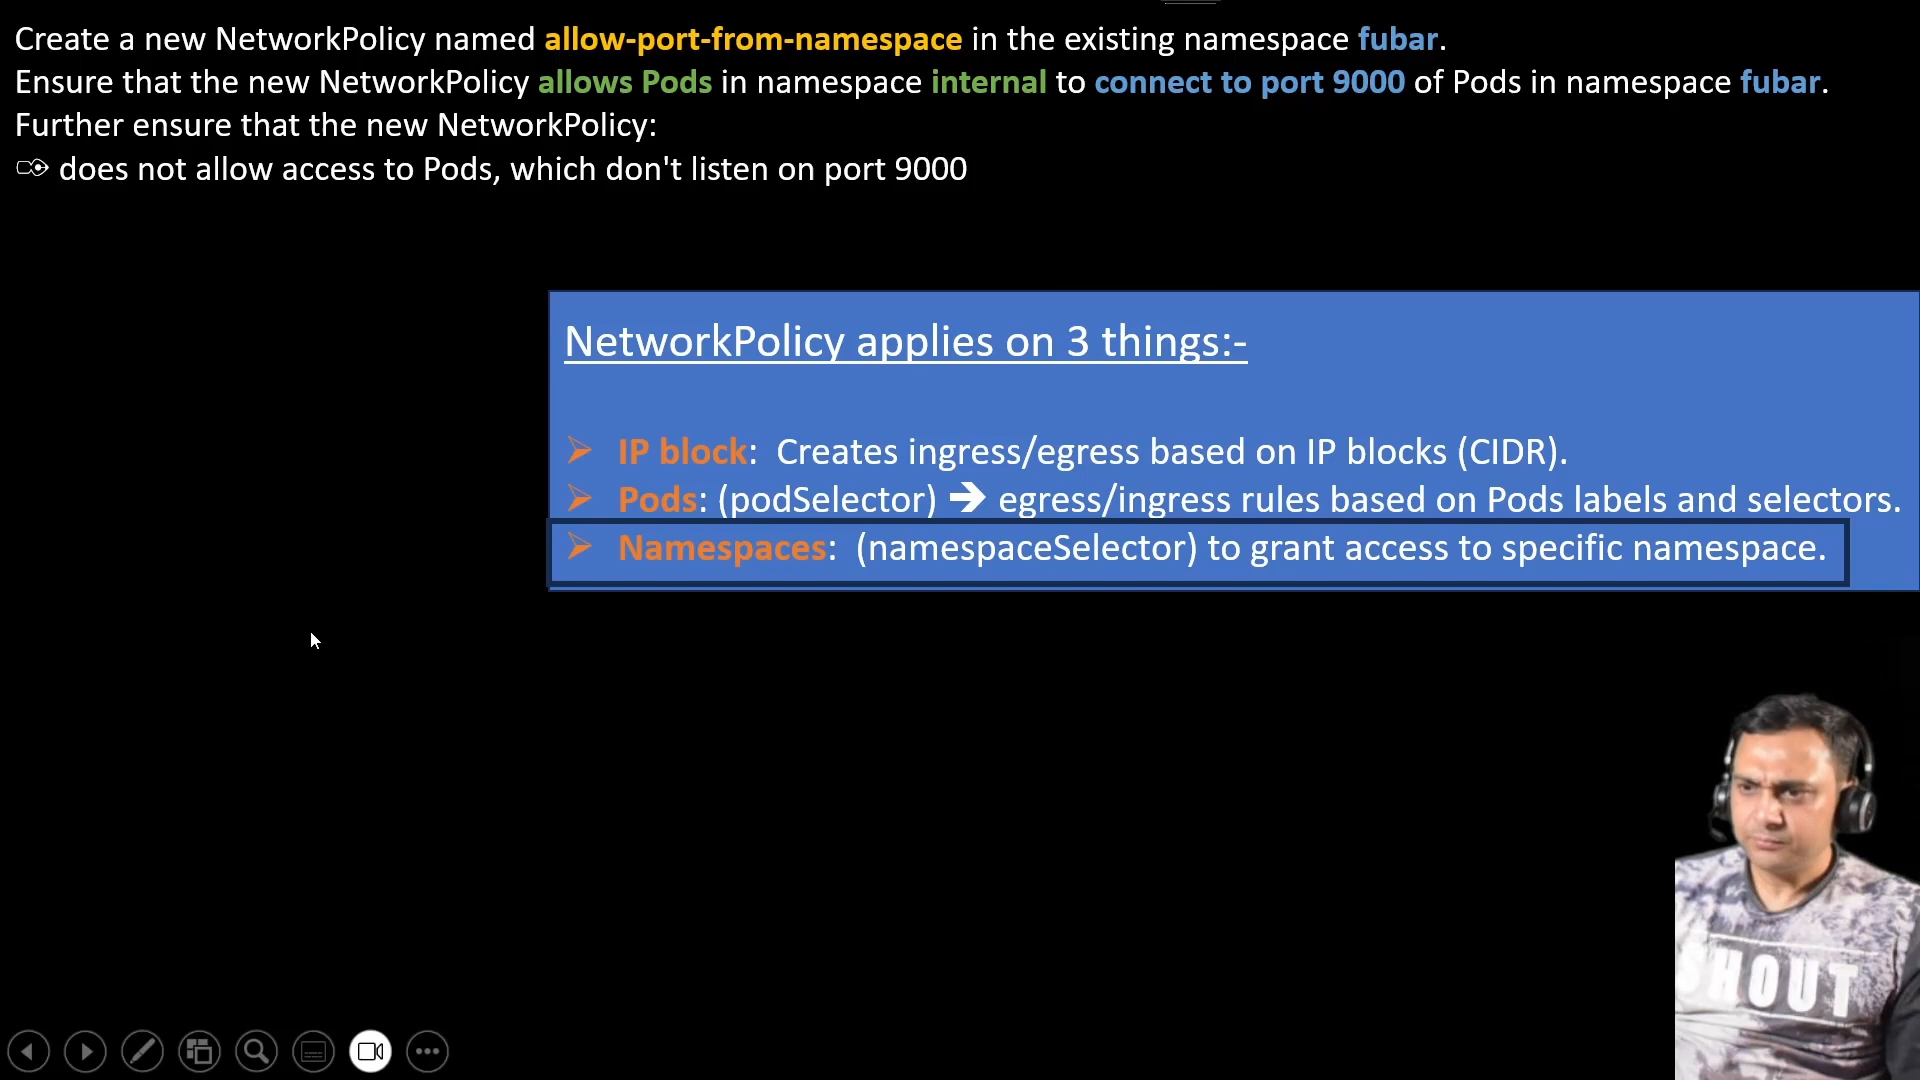 Create a new NetworkPolicy named allow-port-from-namespace in the existing namespace fubar.
Ensure that the new NetworkPolicy allows Pods in namespace internal to connect to port 9000 of Pods in namespace fubar.
Further ensure that the new NetworkPolicy:
does not allow access to Pods, which don't listen on port 9000
NetworkPolicy applies on 3 things:-
➢ IP block: Creates ingress/egress based on IP blocks (CIDR).
➢ Pods: (podSelector) ➔ egress/ingress rules based on Pods labels and selectors.
➢ Namespaces: (namespaceSelector) to grant access to specific namespace.
SHOUT